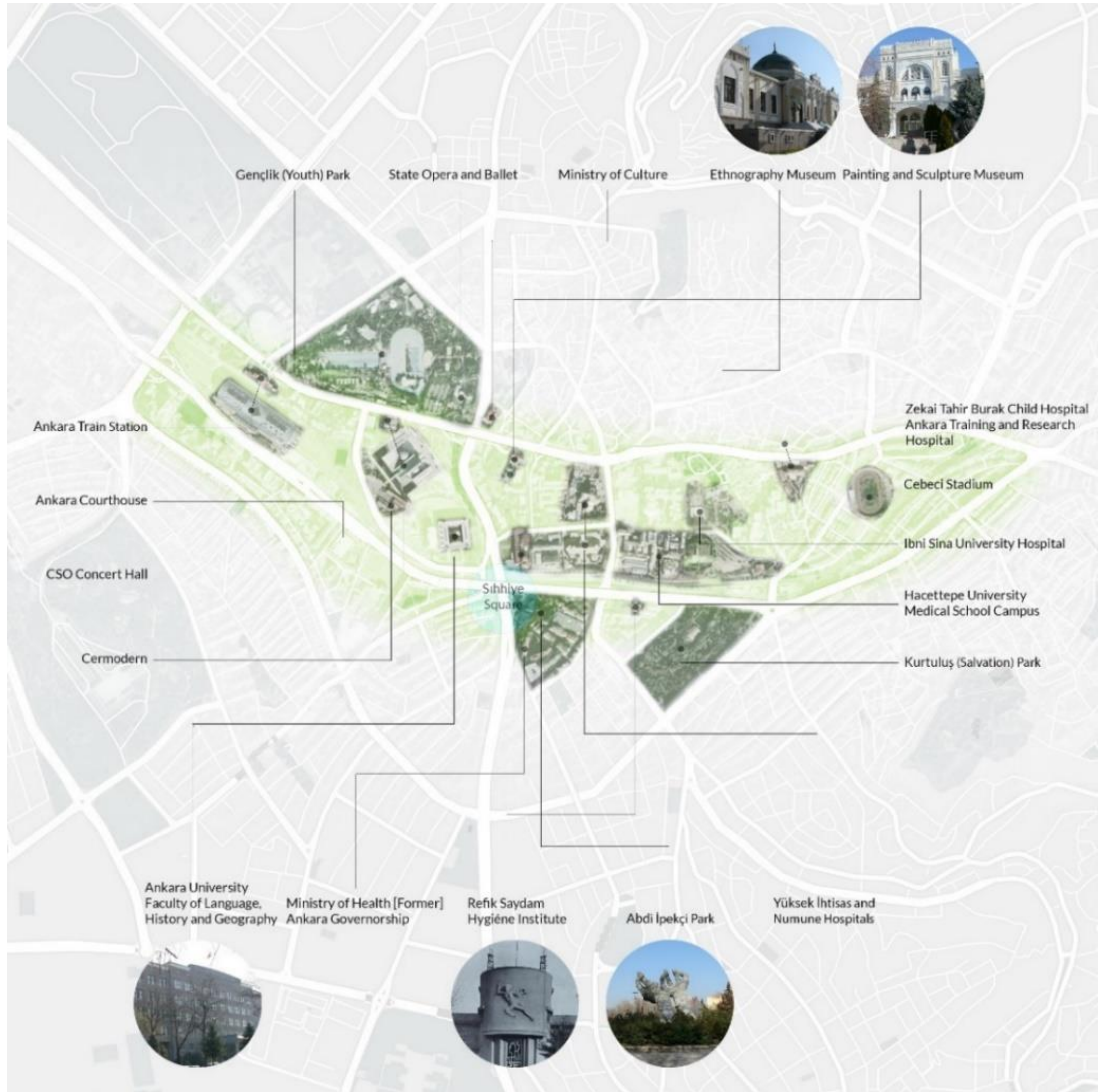 Gençlik (Youth) Park
State Opera and Ballet
Ministry of Culture
Ethnography Museum
Painting and Sculpture Museum
Ankara Train Station
Zekai Tahir Burak Child Hospital
Ankara Training and Research
Hospital
Cebeci Stadium
Ankara Courthouse
Ibni Sina University Hospital
CSO Concert Hall
Sıhhiye
Square
Hacettepe University
Medical School Campus
Cermodern
Kurtuluş (Salvation) Park
Ankara University
Faculty of Language,
History and Geography
Ministry of Health [Former]
Ankara Governorship
Refik Saydam
Hygiéne Institute
Abdi İpekçi Park
Yüksek İhtisas and
Numune Hospitals